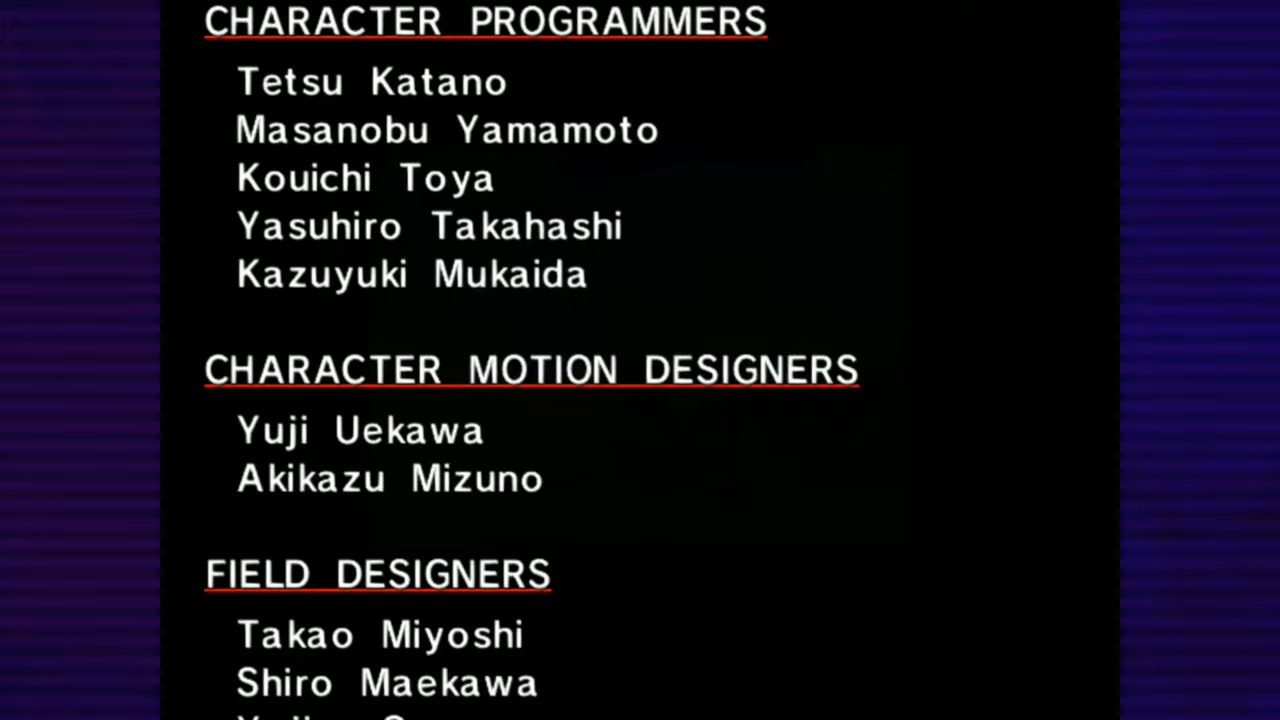 CHARACTER PROGRAMMERS
Tetsu Katano
Masanobu Yamamoto
Kouichi Toya
Yasuhiro Takahashi
Kazuyuki Mukaida
CHARACTER MOTION DESIGNERS
Yuji Uekawa
Akikazu Mizuno
FIELD DESIGNERS
Takao Miyoshi
Shiro Maekawa